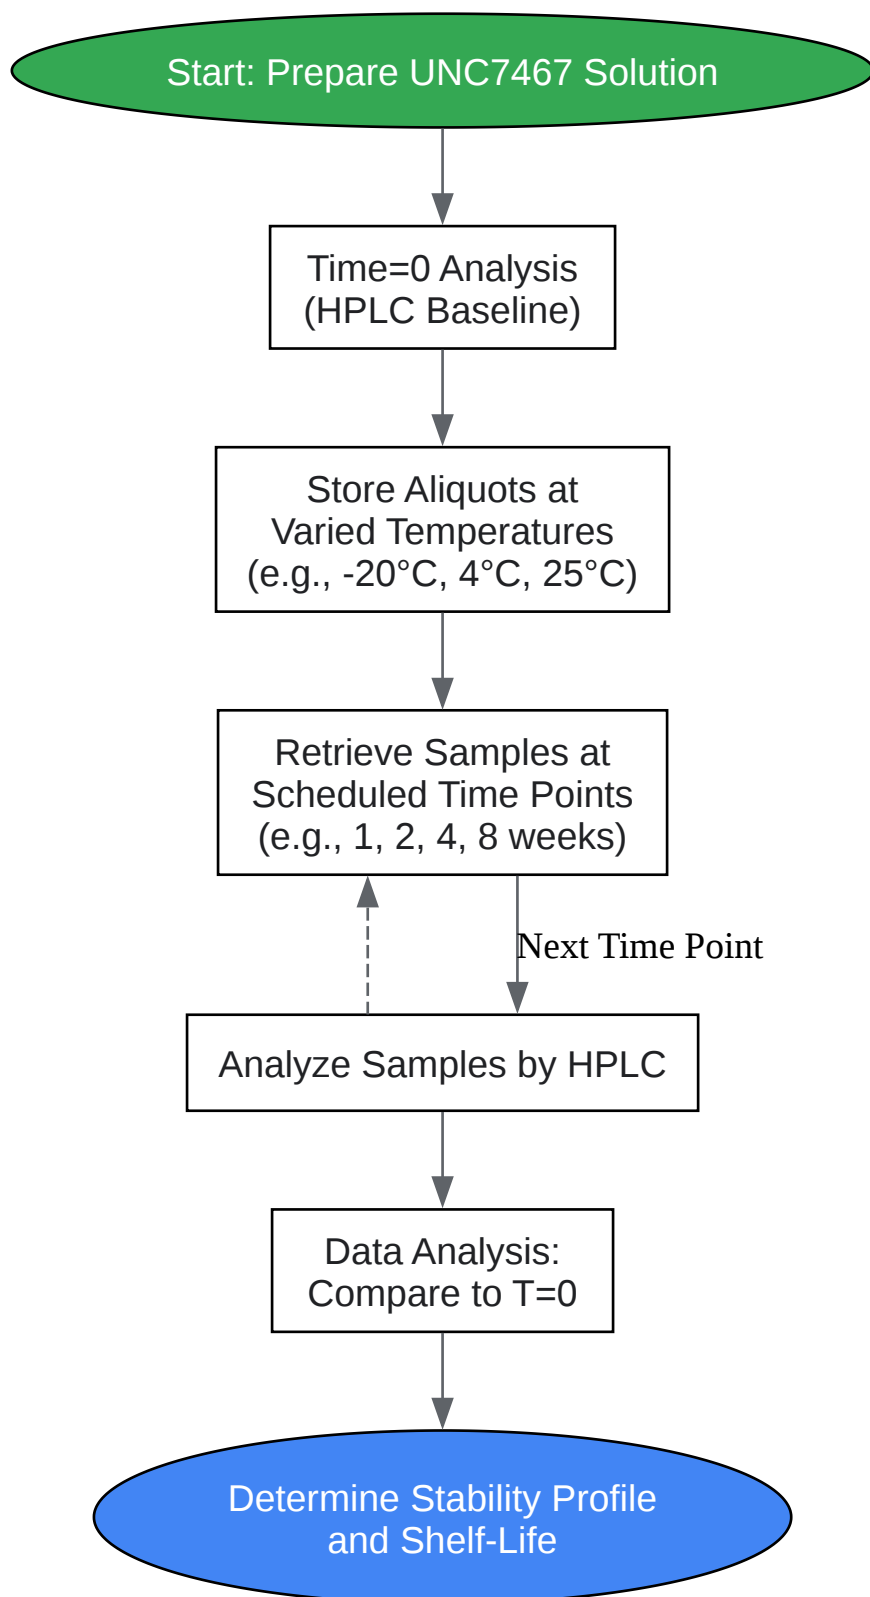 Start: Prepare UNC7467 Solution
Time=0 Analysis
(HPLC Baseline)
Store Aliquots at
Varied Temperatures
(e.g., -20°C, 4°C, 25°C)
Retrieve Samples at
Scheduled Time Points
(e.g., 1, 2, 4, 8 weeks)
Next Time Point
Analyze Samples by HPLC
Data Analysis:
Compare to T=0
Determine Stability Profile
and Shelf-Life